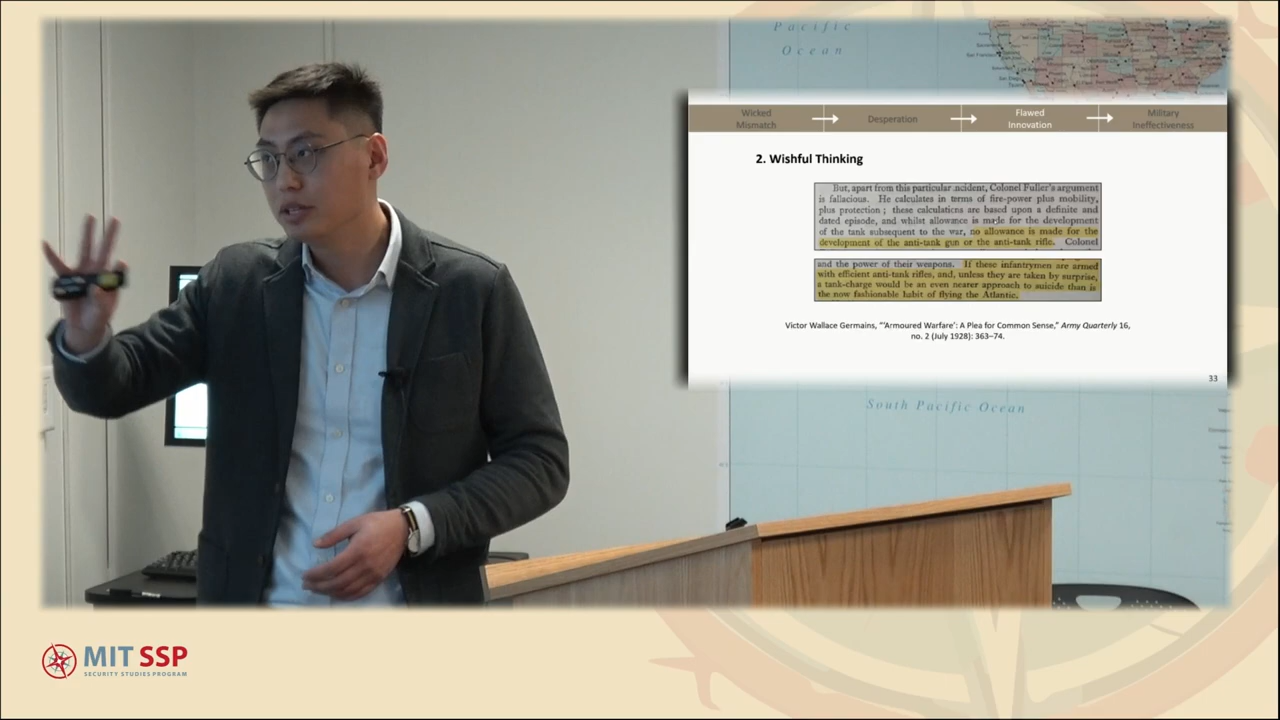 Pacific
Ocean
Wicked
Mismatch
Desperation
Flawed
Innovation
Military
Ineffectiveness
2. Wishful Thinking
But, apart from this particular incident, Colonel Fuller's argument
is fallacious. He calculates in terms of fire-power plus mobility,
plus protection; these calculations are based upon a definite and
dated episode, and whilst allowance is made for the development
of the tank subsequent to the war, no allowance is made for the
development of the anti-tank gun or the anti-tank rifle. Colonel
and the power of their weapons. If these infantrymen are armed
with efficient anti-tank rifles, and, unless they are taken by surprise,
a tank-charge would be an even nearer approach to suicide than is
the now fashionable habit of flying the Atlantic.
Victor Wallace Germains, "'Armoured Warfare': A Plea for Common Sense," Army Quarterly 16,
no. 2 (July 1928): 363–74.
33
South Pacific Ocean
MIT SSP
SECURITY STUDIES PROGRAM